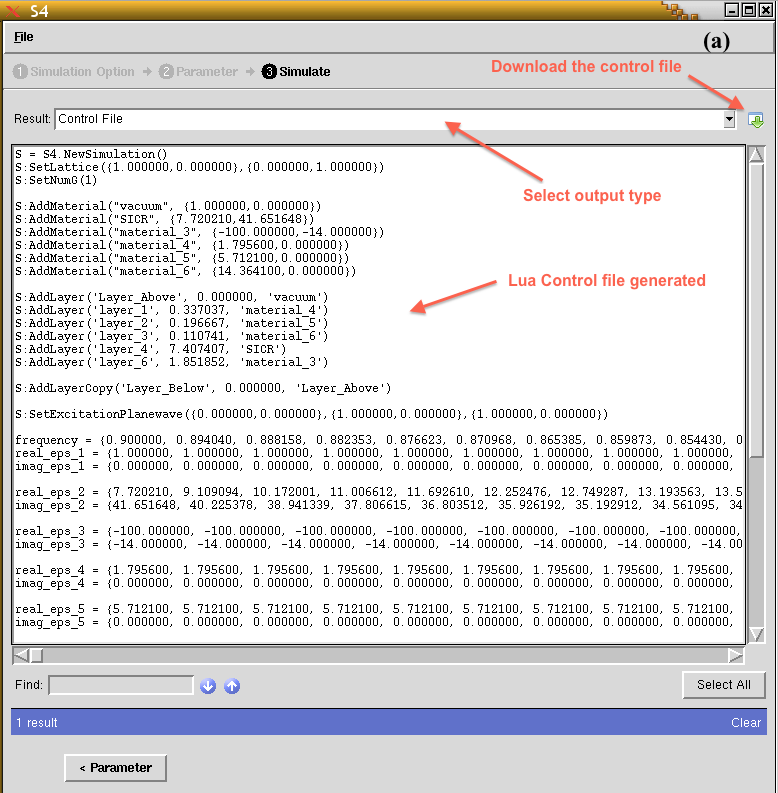 S4
File
(a)
1 Simulation Option → 2 Parameter → 3 Simulate
Download the control file
Result: Control File
S = S4.NewSimulation()
S:SetLattice({1.000000,0.000000},{0.000000,1.000000})
S:SetNumG(1)
Select output type
S:AddMaterial("vacuum", {1.000000,0.000000})
S:AddMaterial("SICR", {7.720210,41.651648})
S:AddMaterial("material_3", {-100.000000,-14.000000})
S:AddMaterial("material_4", {1.795600,0.000000})
S:AddMaterial("material_5", {5.712100,0.000000})
S:AddMaterial("material_6", {14.364100,0.000000})
Lua Control file generated
S:AddLayer('Layer_Above', 0.000000, 'vacuum')
S:AddLayer('layer_1', 0.337037, 'material_4')
S:AddLayer('layer_2', 0.196667, 'material_5')
S:AddLayer('layer_3', 0.110741, 'material_6')
S:AddLayer('layer_4', 7.407407, 'SICR')
S:AddLayer('layer_6', 1.851852, 'material_3')
S:AddLayerCopy('Layer_Below', 0.000000, 'Layer_Above')
S:SetExcitationPlanewave({0.000000,0.000000},{1.000000,0.000000},{1.000000,0.000000})
frequency = {0.900000, 0.894040, 0.888158, 0.882353, 0.876623, 0.870968, 0.865385, 0.859873, 0.854430, 0
real_eps_1 = {1.000000, 1.000000, 1.000000, 1.000000, 1.000000, 1.000000, 1.000000, 1.000000, 1.000000,
imag_eps_1 = {0.000000, 0.000000, 0.000000, 0.000000, 0.000000, 0.000000, 0.000000, 0.000000, 0.000000,
real_eps_2 = {7.720210, 9.109094, 10.172001, 11.006612, 11.692610, 12.252476, 12.749287, 13.193563, 13.5
imag_eps_2 = {41.651648, 40.225378, 38.941339, 37.806615, 36.803512, 35.926192, 35.192912, 34.561095, 34
real_eps_3 = {-100.000000, -100.000000, -100.000000, -100.000000, -100.000000, -100.000000, -100.000000,
imag_eps_3 = {-14.000000, -14.000000, -14.000000, -14.000000, -14.000000, -14.000000, -14.000000, -14.00
real_eps_4 = {1.795600, 1.795600, 1.795600, 1.795600, 1.795600, 1.795600, 1.795600, 1.795600, 1.795600,
imag_eps_4 = {0.000000, 0.000000, 0.000000, 0.000000, 0.000000, 0.000000, 0.000000, 0.000000, 0.000000,
real_eps_5 = {5.712100, 5.712100, 5.712100, 5.712100, 5.712100, 5.712100, 5.712100, 5.712100, 5.712100,
imag_eps_5 = {0.000000, 0.000000, 0.000000, 0.000000, 0.000000, 0.000000, 0.000000, 0.000000, 0.000000,
Find:
Select All
1 result
Clear
< Parameter